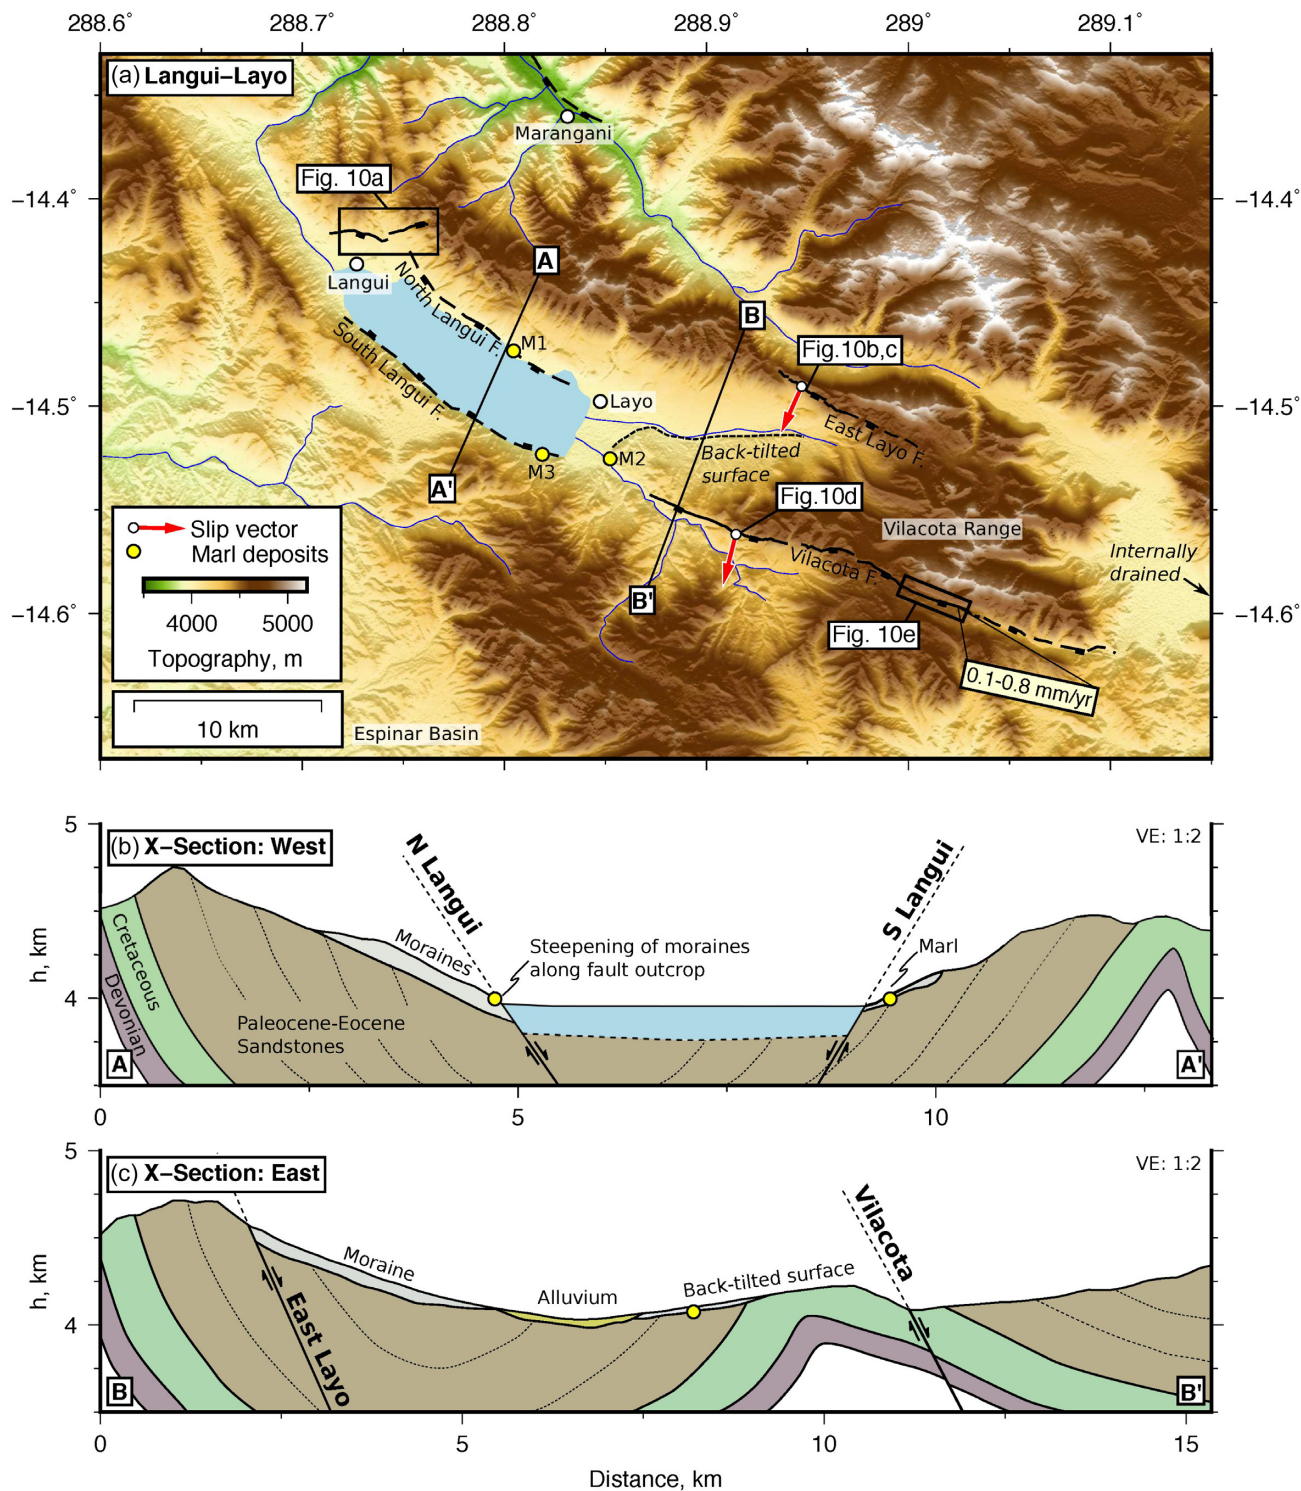 288.6° 288.7° 288.8° 288.9° 289° 289.1°
(a) Langui–Layo
Marangani
Fig. 10a
−14.4° −14.4°
A
Langui
North Langui F.
B
M1
Fig.10b,c
South Langui F.
−14.5° −14.5°
Layo
East Layo F.
Back-tilted
surface
M2
M3
A'
Fig.10d
Slip vector
Marl deposits
Vilacota Range
Internally
drained
Vilacota F.
4000 5000
Topography, m
B'
−14.6° −14.6°
Fig. 10e
0.1-0.8 mm/yr
10 km
Espinar Basin
5
(b) X–Section: West
VE: 1:2
N Langui
S Langui
Moraines
Steepening of moraines
along fault outcrop
Marl
h, km
4
Cretaceous
Devonian
Paleocene-Eocene
Sandstones
A A'
0 5 10
5
(c) X–Section: East
VE: 1:2
Vilacota
Moraine
Back-tilted surface
Alluvium
h, km
4
East Layo
B B'
0 5 10 15
Distance, km